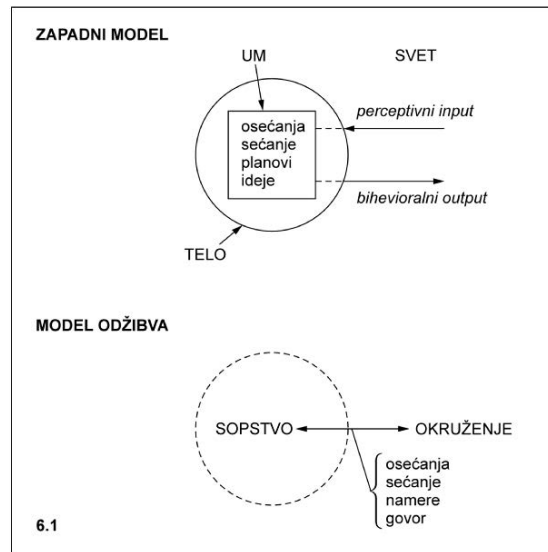 ZAPADNI MODEL
UM
SVET
osećanja
sećanje
planovi
ideje
perceptivni input
bihevioralni output
TELO
MODEL ODŽIBVA
SOPSTVO
OKRUŽENJE
osećanja
sećanje
namere
govor
6.1